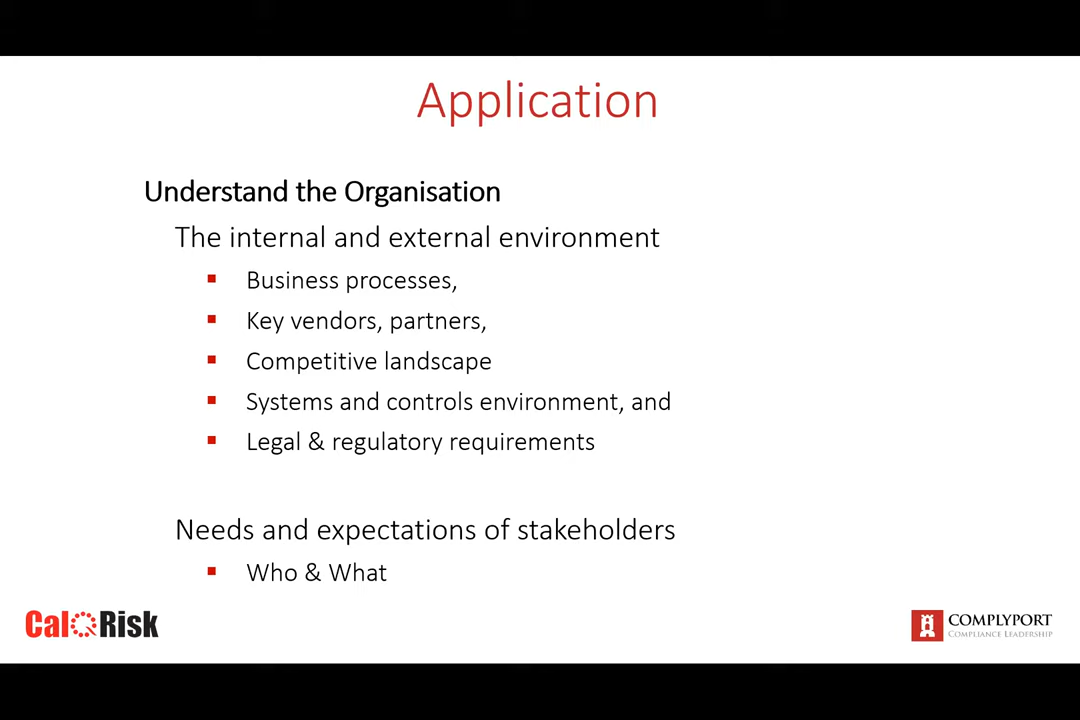 Application
Understand the Organisation
The internal and external environment
Business processes,
Key vendors, partners,
Competitive landscape
Systems and controls environment, and
Legal & regulatory requirements
Needs and expectations of stakeholders
Who & What
CalQRisk
COMPLYPORT
COMPLIANCE LEADERSHIP